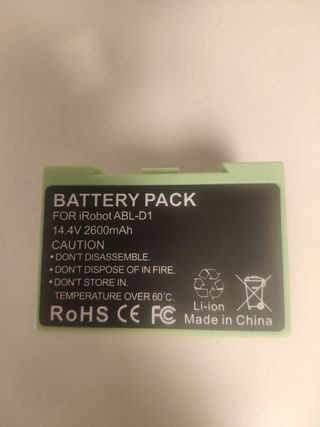 BATTERY PACK
FOR iRobot ABL-D1
14.4V 2600mAh
CAUTION
• DON'T DISASSEMBLE.
• DON'T DISPOSE OF IN FIRE.
• DON'T STORE IN.
TEMPERATURE OVER 60°C.
Li-ion
RoHS CE FC Made in China